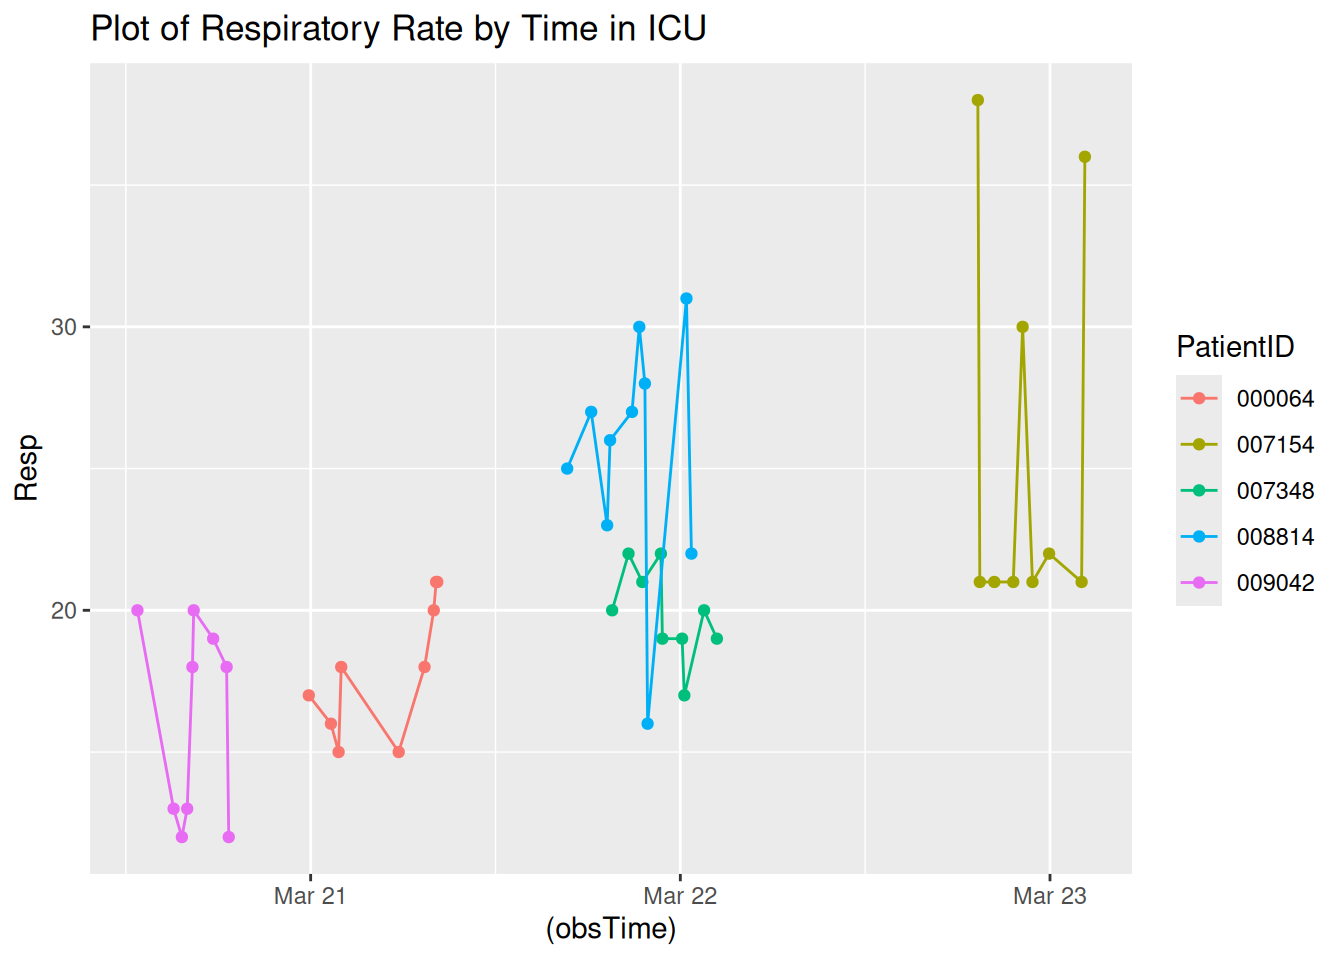 Plot of Respiratory Rate by Time in ICU
Resp
30
20
Mar 21
Mar 22
Mar 23
(obsTime)
PatientID
000064
007154
007348
008814
009042